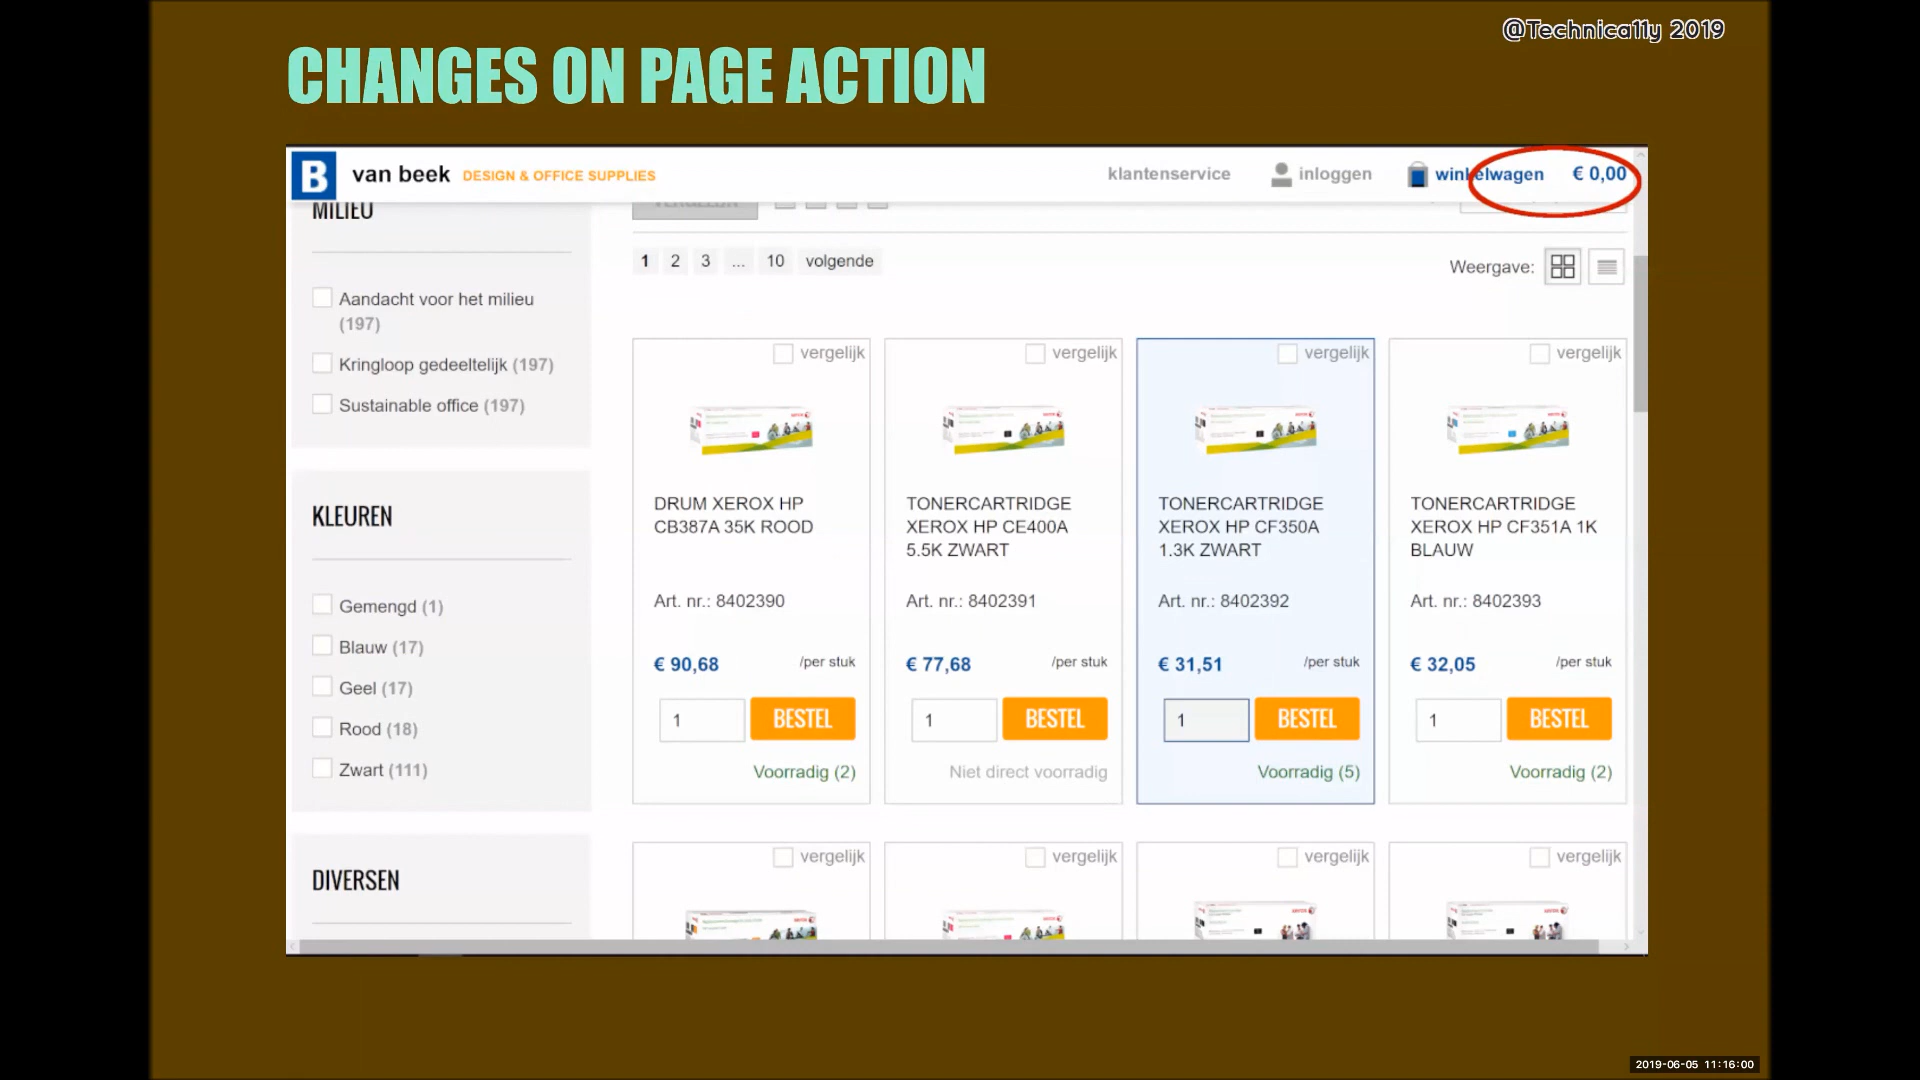 @Technica11y 2019
CHANGES ON PAGE ACTION
B van beek DESIGN & OFFICE SUPPLIES klantenservice inloggen winkelwagen € 0,00
MILIEU
1 2 3 ... 10 volgende
Weergave:
Aandacht voor het milieu
(197)
Kringloop gedeeltelijk (197)
Sustainable office (197)
KLEUREN
Gemengd (1)
Blauw (17)
Geel (17)
Rood (18)
Zwart (111)
DIVERSEN
vergelijk
DRUM XEROX HP
CB387A 35K ROOD
Art. nr.: 8402390
€ 90,68 /per stuk
1 BESTEL
Voorradig (2)
vergelijk
TONERCARTRIDGE
XEROX HP CE400A
5.5K ZWART
Art. nr.: 8402391
€ 77,68 /per stuk
1 BESTEL
Niet direct voorradig
vergelijk
TONERCARTRIDGE
XEROX HP CF350A
1.3K ZWART
Art. nr.: 8402392
€ 31,51 /per stuk
1 BESTEL
Voorradig (5)
vergelijk
TONERCARTRIDGE
XEROX HP CF351A 1K
BLAUW
Art. nr.: 8402393
€ 32,05 /per stuk
1 BESTEL
Voorradig (2)
vergelijk
vergelijk
vergelijk
vergelijk
2019-06-05 11:16:00